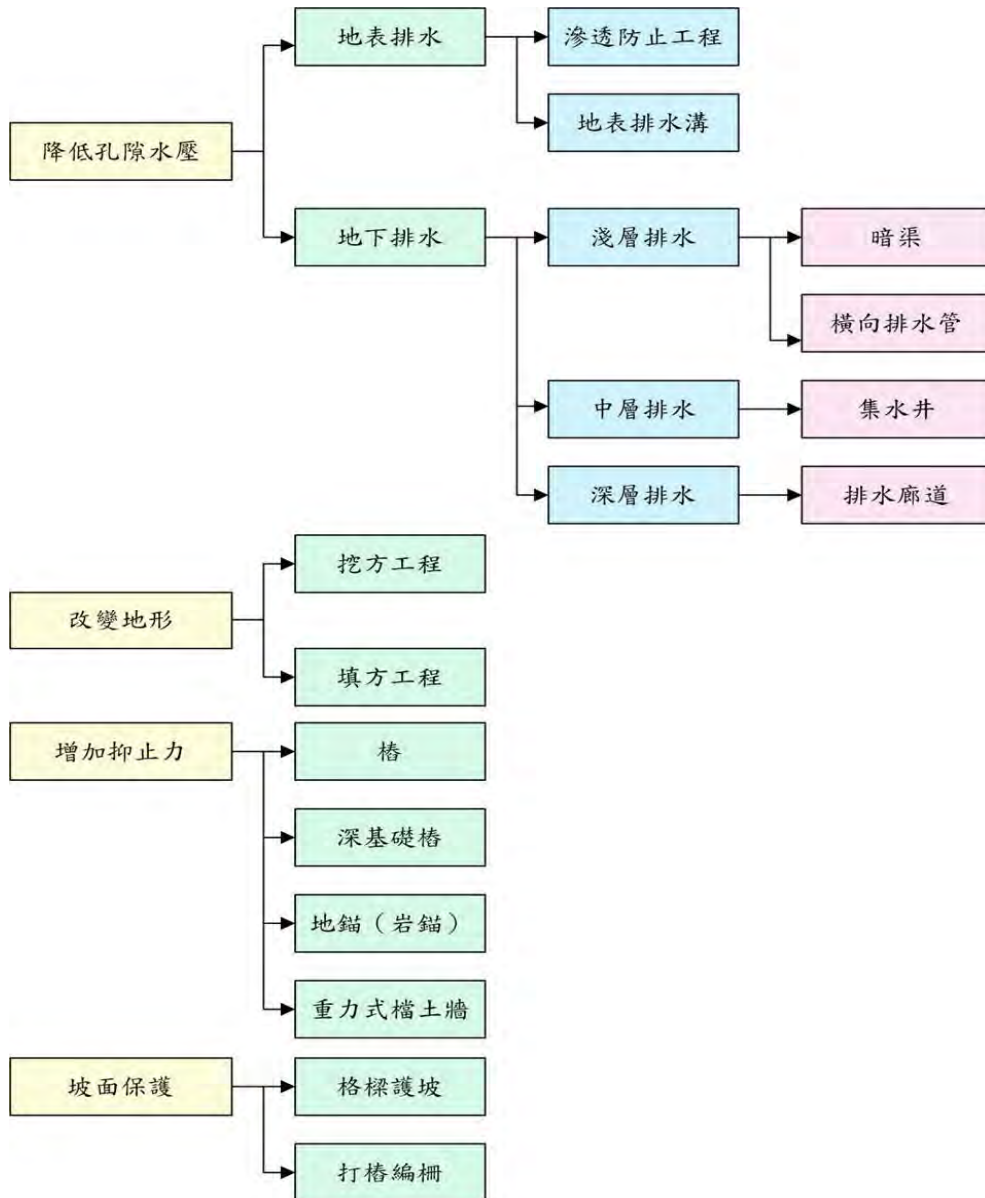 地表排水
滲透防止工程
地表排水溝
降低孔隙水壓
地下排水
淺層排水
暗渠
橫向排水管
中層排水
集水井
深層排水
排水廊道
挖方工程
改變地形
填方工程
增加抑止力
樁
深基礎樁
地錨（岩錨）
重力式檔土牆
坡面保護
格樑護坡
打樁編柵